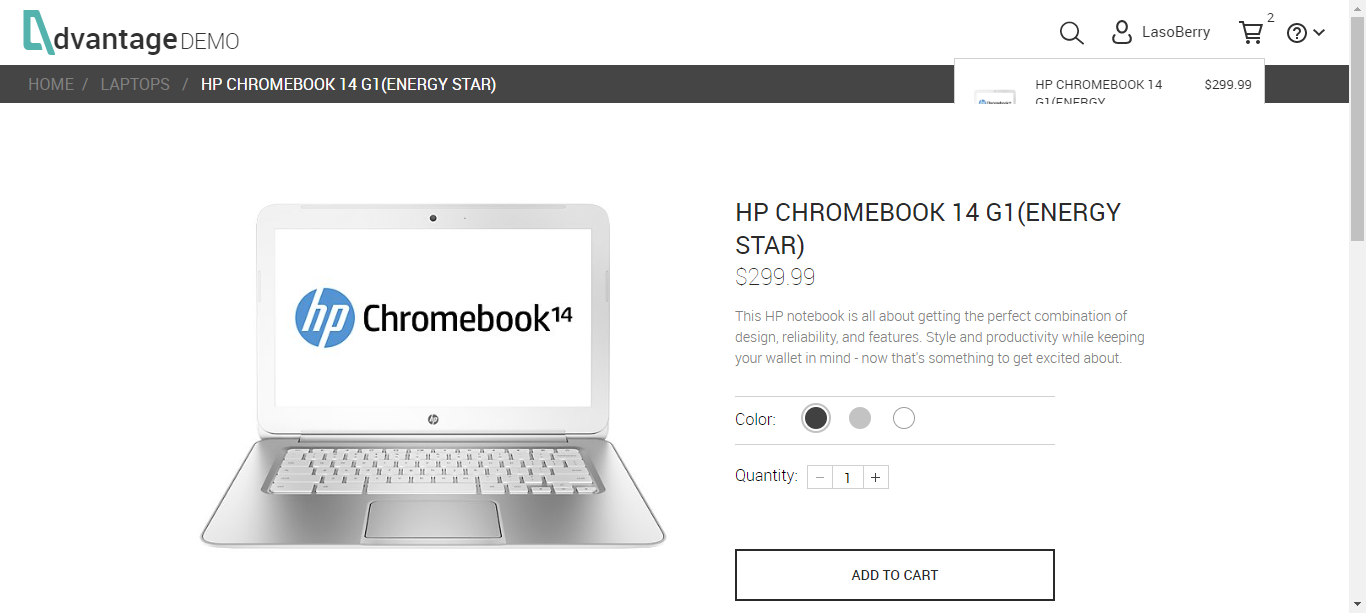 dvantage DEMO
LasoBerry
2
HOME / LAPTOPS / HP CHROMEBOOK 14 G1(ENERGY STAR)
HP CHROMEBOOK 14 $299.99
G1(ENERGY
hp Chromebook14
hp
HP CHROMEBOOK 14 G1(ENERGY
STAR)
$299.99
This HP notebook is all about getting the perfect combination of
design, reliability, and features. Style and productivity while keeping
your wallet in mind - now that's something to get excited about.
Color:
Quantity: − 1 +
ADD TO CART